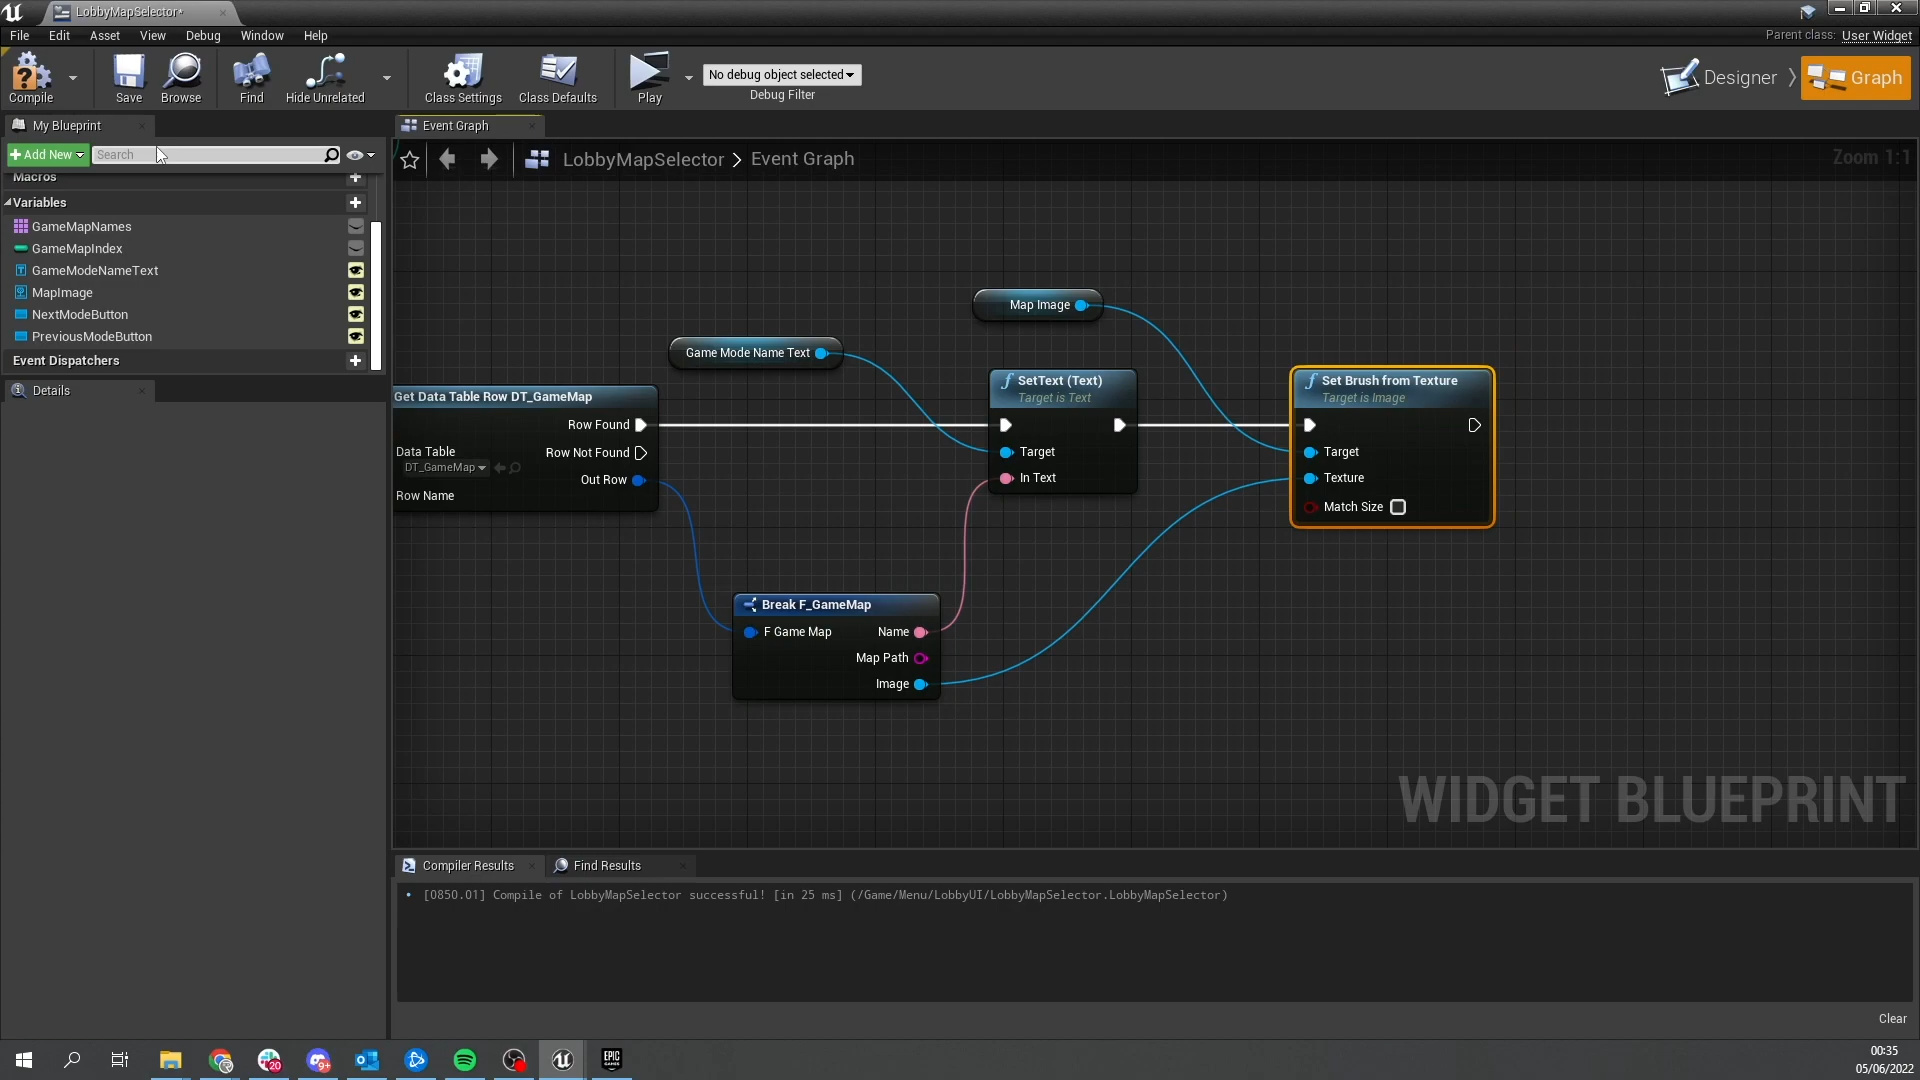 LobbyMapSelector*
File Edit Asset View Debug Window Help
Parent class: User Widget
Compile Save Browse Find Hide Unrelated Class Settings Class Defaults Play
No debug object selected
Debug Filter
Designer Graph
My Blueprint
Add New
Search
Macros
Variables
GameMapNames
GameMapIndex
GameModeNameText
MapImage
NextModeButton
PreviousModeButton
Event Dispatchers
Details
Event Graph
LobbyMapSelector > Event Graph
Zoom 1:1
Get Data Table Row DT_GameMap
Row Found
Data Table
DT_GameMap
Row Not Found
Out Row
Row Name
Game Mode Name Text
Map Image
SetText (Text)
Target is Text
Target
In Text
Set Brush from Texture
Target is Image
Target
Texture
Match Size
Break F_GameMap
F Game Map
Name
Map Path
Image
WIDGET BLUEPRINT
Compiler Results
Find Results
[0850.01] Compile of LobbyMapSelector successful! [in 25 ms] (/Game/Menu/LobbyUI/LobbyMapSelector.LobbyMapSelector)
Clear
20
9+
EPIC
GAMES
00:35
05/06/2022